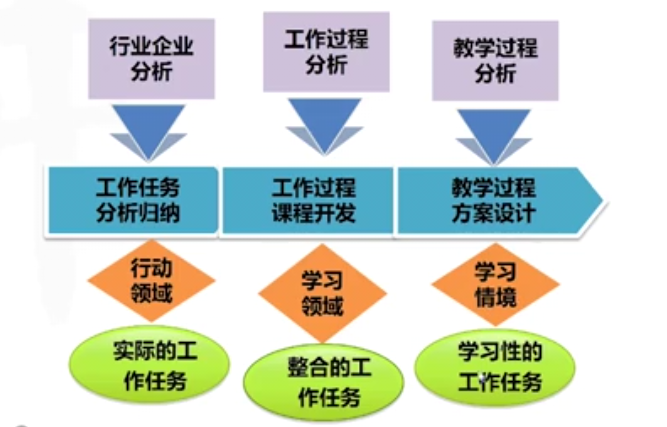 行业企业
分析
工作过程
分析
教学过程
分析
工作任务
分析归纳
工作过程
课程开发
教学过程
方案设计
行动
领域
学习
领域
学习
情境
实际的工
作任务
整合的工
作任务
学习性的
工作任务